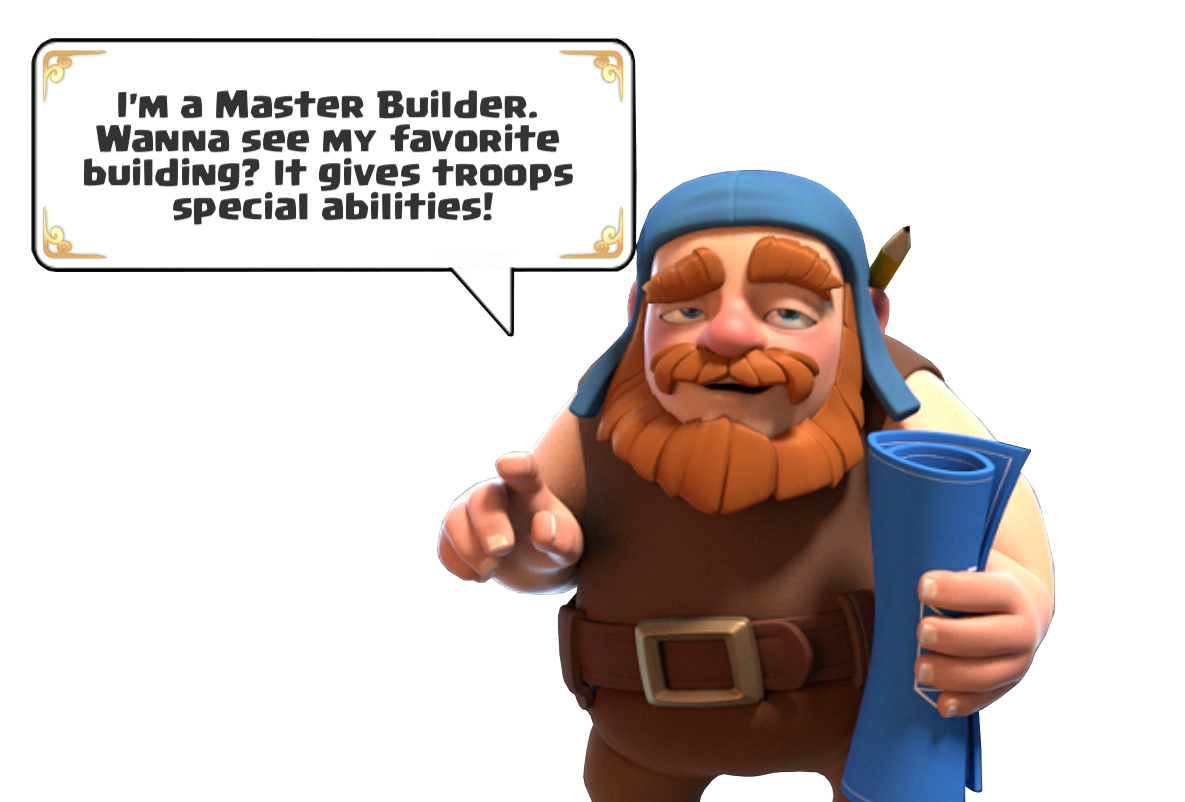 I'm a Master Builder.
Wanna see my favorite
building? It gives troops
special abilities!